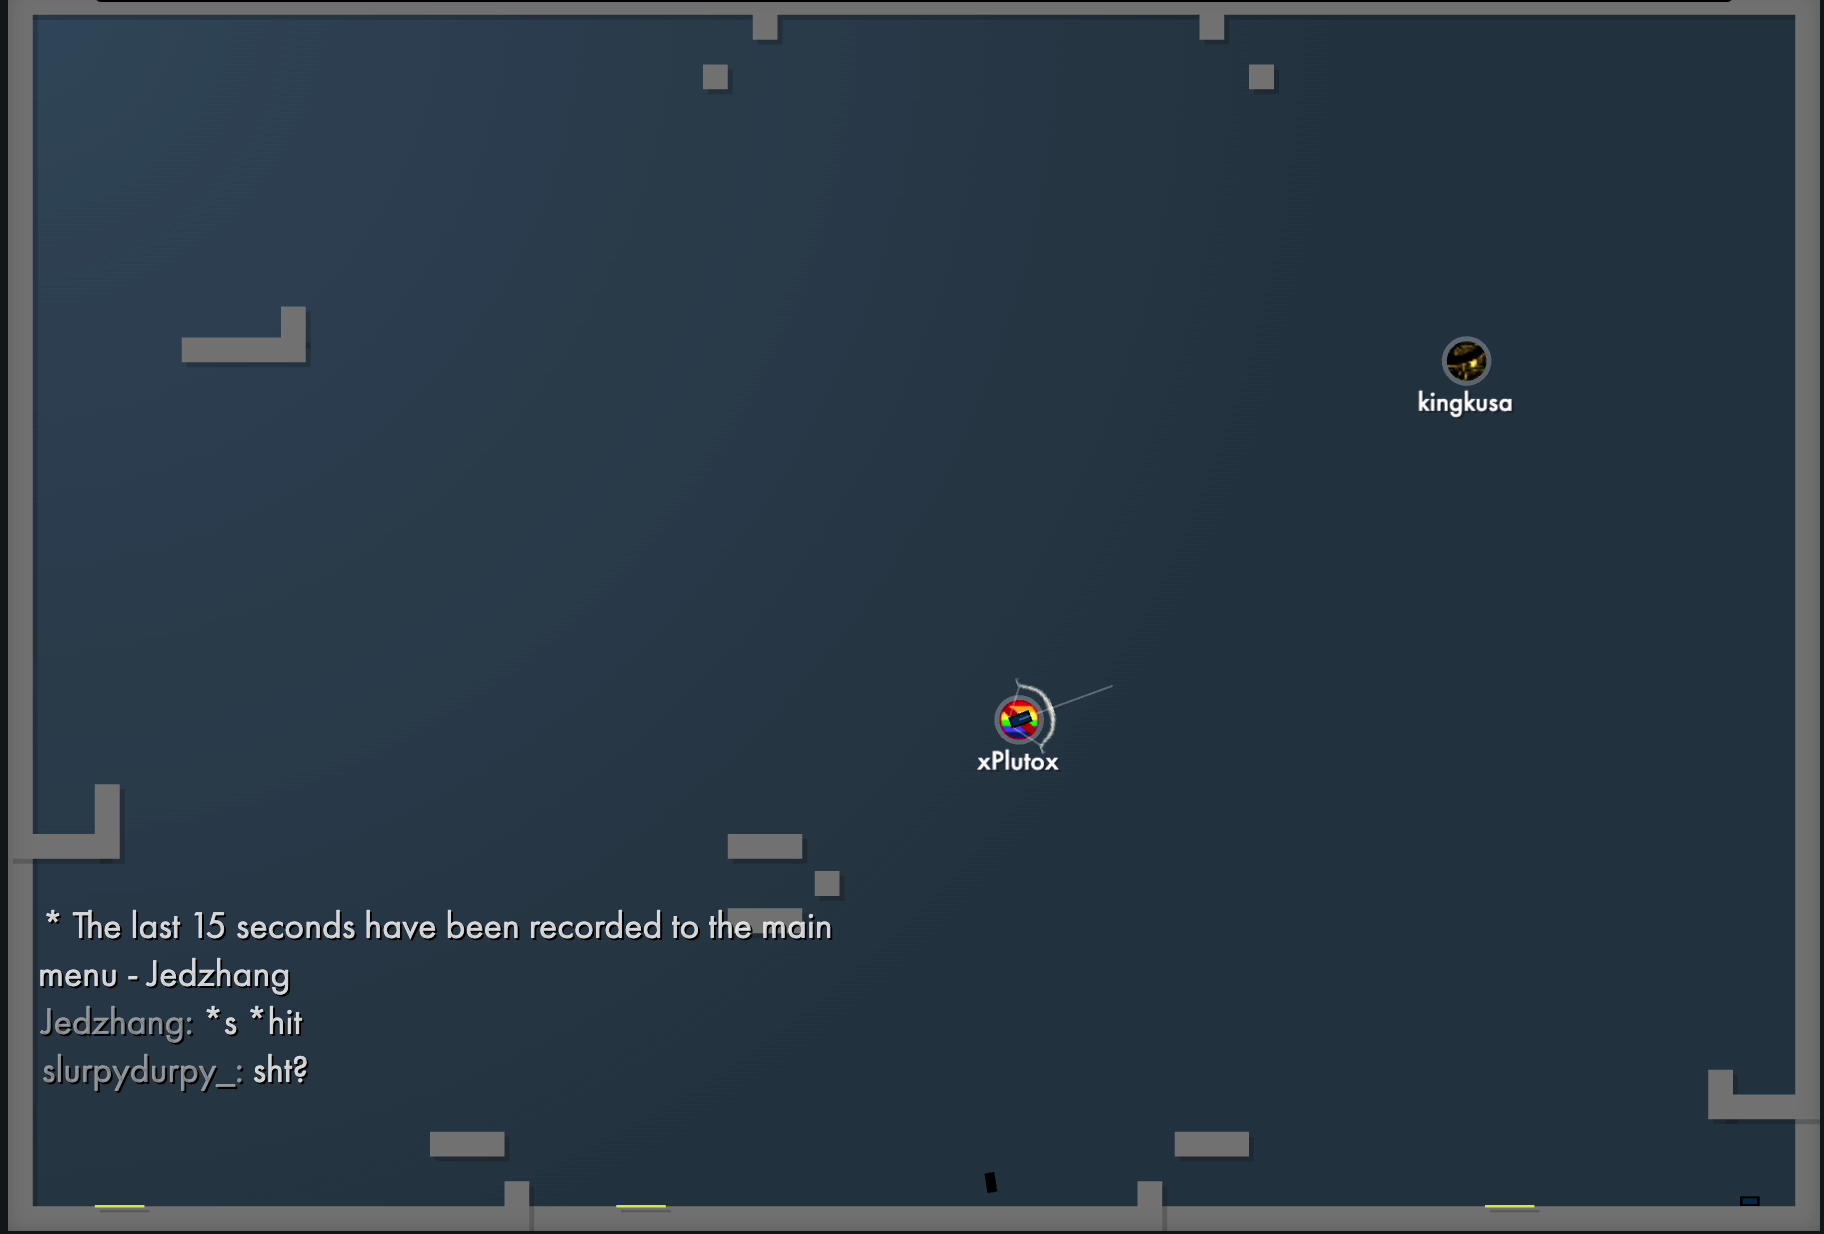 kingkusa
xPlutox
* The last 15 seconds have been recorded to the main
menu - Jedzhang
Jedzhang: *s *hit
slurpydurpy_: sht?